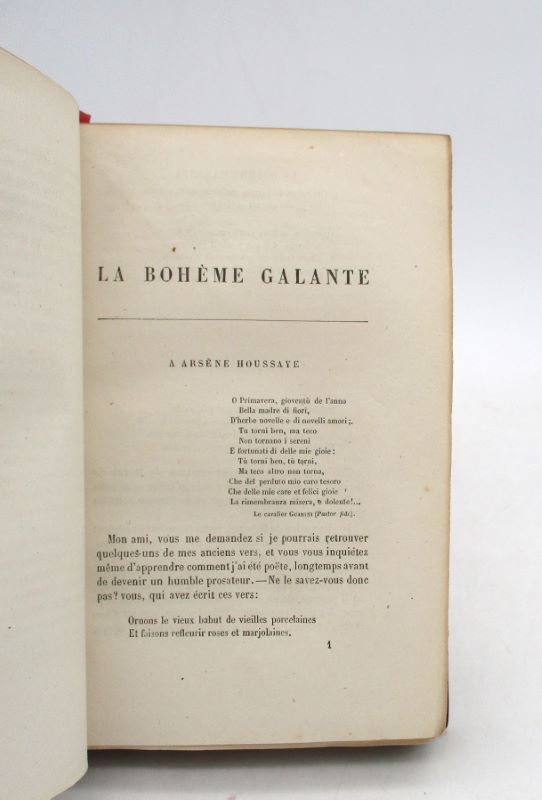 LA BOHÈME GALANTE
A ARSÈNE HOUSSAYE
O Primavera, gioventù de l'anno
Bella madre di fiori,
D'herbe novelle e di novelli amori;
Tu torni ben, ma teco
Non tornano i sereni
E fortunati di delle mie gioie:
Tù torni ben, tù torni,
Ma teco altro non torna,
Che del perduto mio caro tesoro
Che delle mie care et felici gioie
La rimembranza misera, e dolente!...
Le cavalier GUARINI (Pastor fido).
Mon ami, vous me demandez si je pourrais retrouver
quelques-uns de mes anciens vers, et vous vous inquiétez
même d'apprendre comment j'ai été poëte, longtemps avant
de devenir un humble prosateur.—Ne le savez-vous donc
pas? vous, qui avez écrit ces vers:
Ornons le vieux bahut de vieilles porcelaines
Et faisons refleurir roses et marjolaines.
1